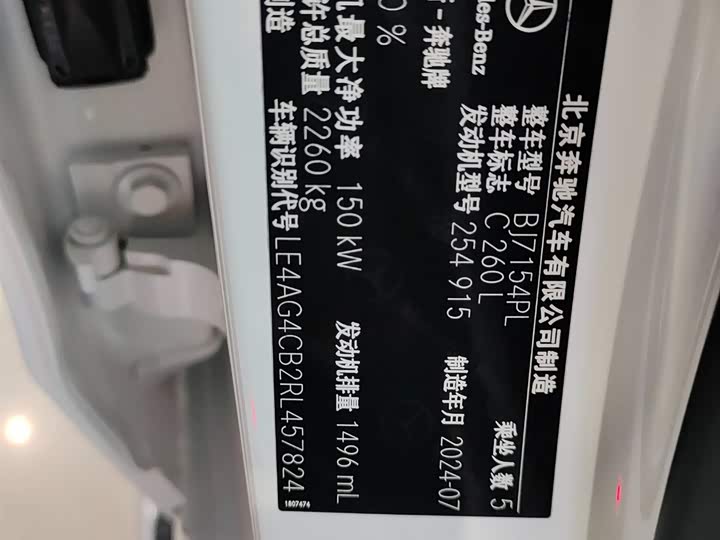 北京奔驰汽车有限公司制造
整车型号 BJ7154PL 乘坐人数 5
整车标志 C 260 L
发动机型号 254 915 制造年月 2024-07
des-Benz
斯-奔驰牌
0 %
机最大净功率 150 kW 发动机排量 1496 mL
许总质量 2260 kg
制造 车辆识别代号 LE4AG4CB2RL457824
1807474